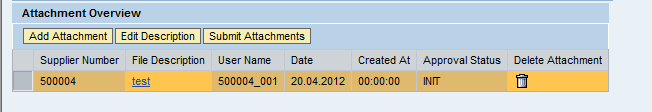 Attachment Overview
Add Attachment Edit Description Submit Attachments
Supplier Number File Description User Name Date Created At Approval Status Delete Attachment
500004 test 500004_001 20.04.2012 00:00:00 INIT